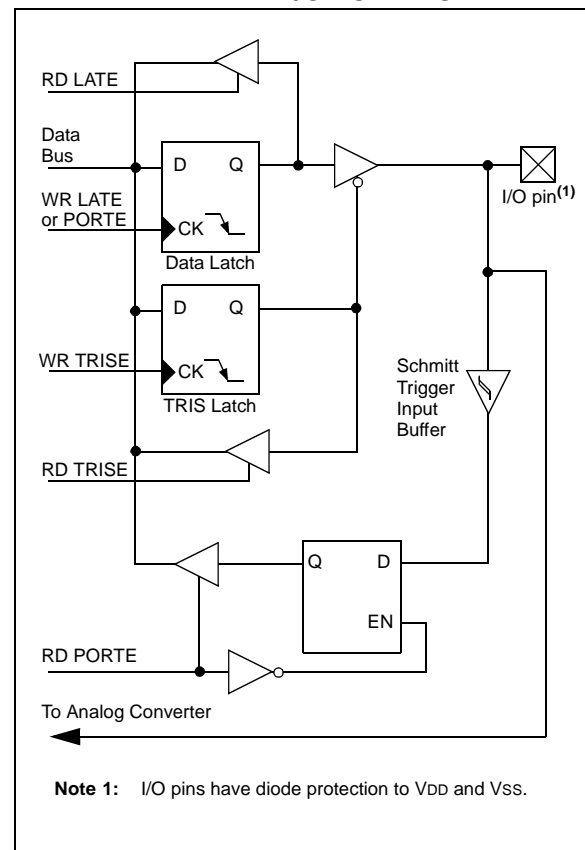 RD LATE
Data
Bus
D Q
WR LATE
or PORTE
CK
Data Latch
I/O pin(1)
D Q
WR TRISE
CK
TRIS Latch
Schmitt
Trigger
Input
Buffer
RD TRISE
Q D
EN
RD PORTE
To Analog Converter
Note 1: I/O pins have diode protection to VDD and VSS.